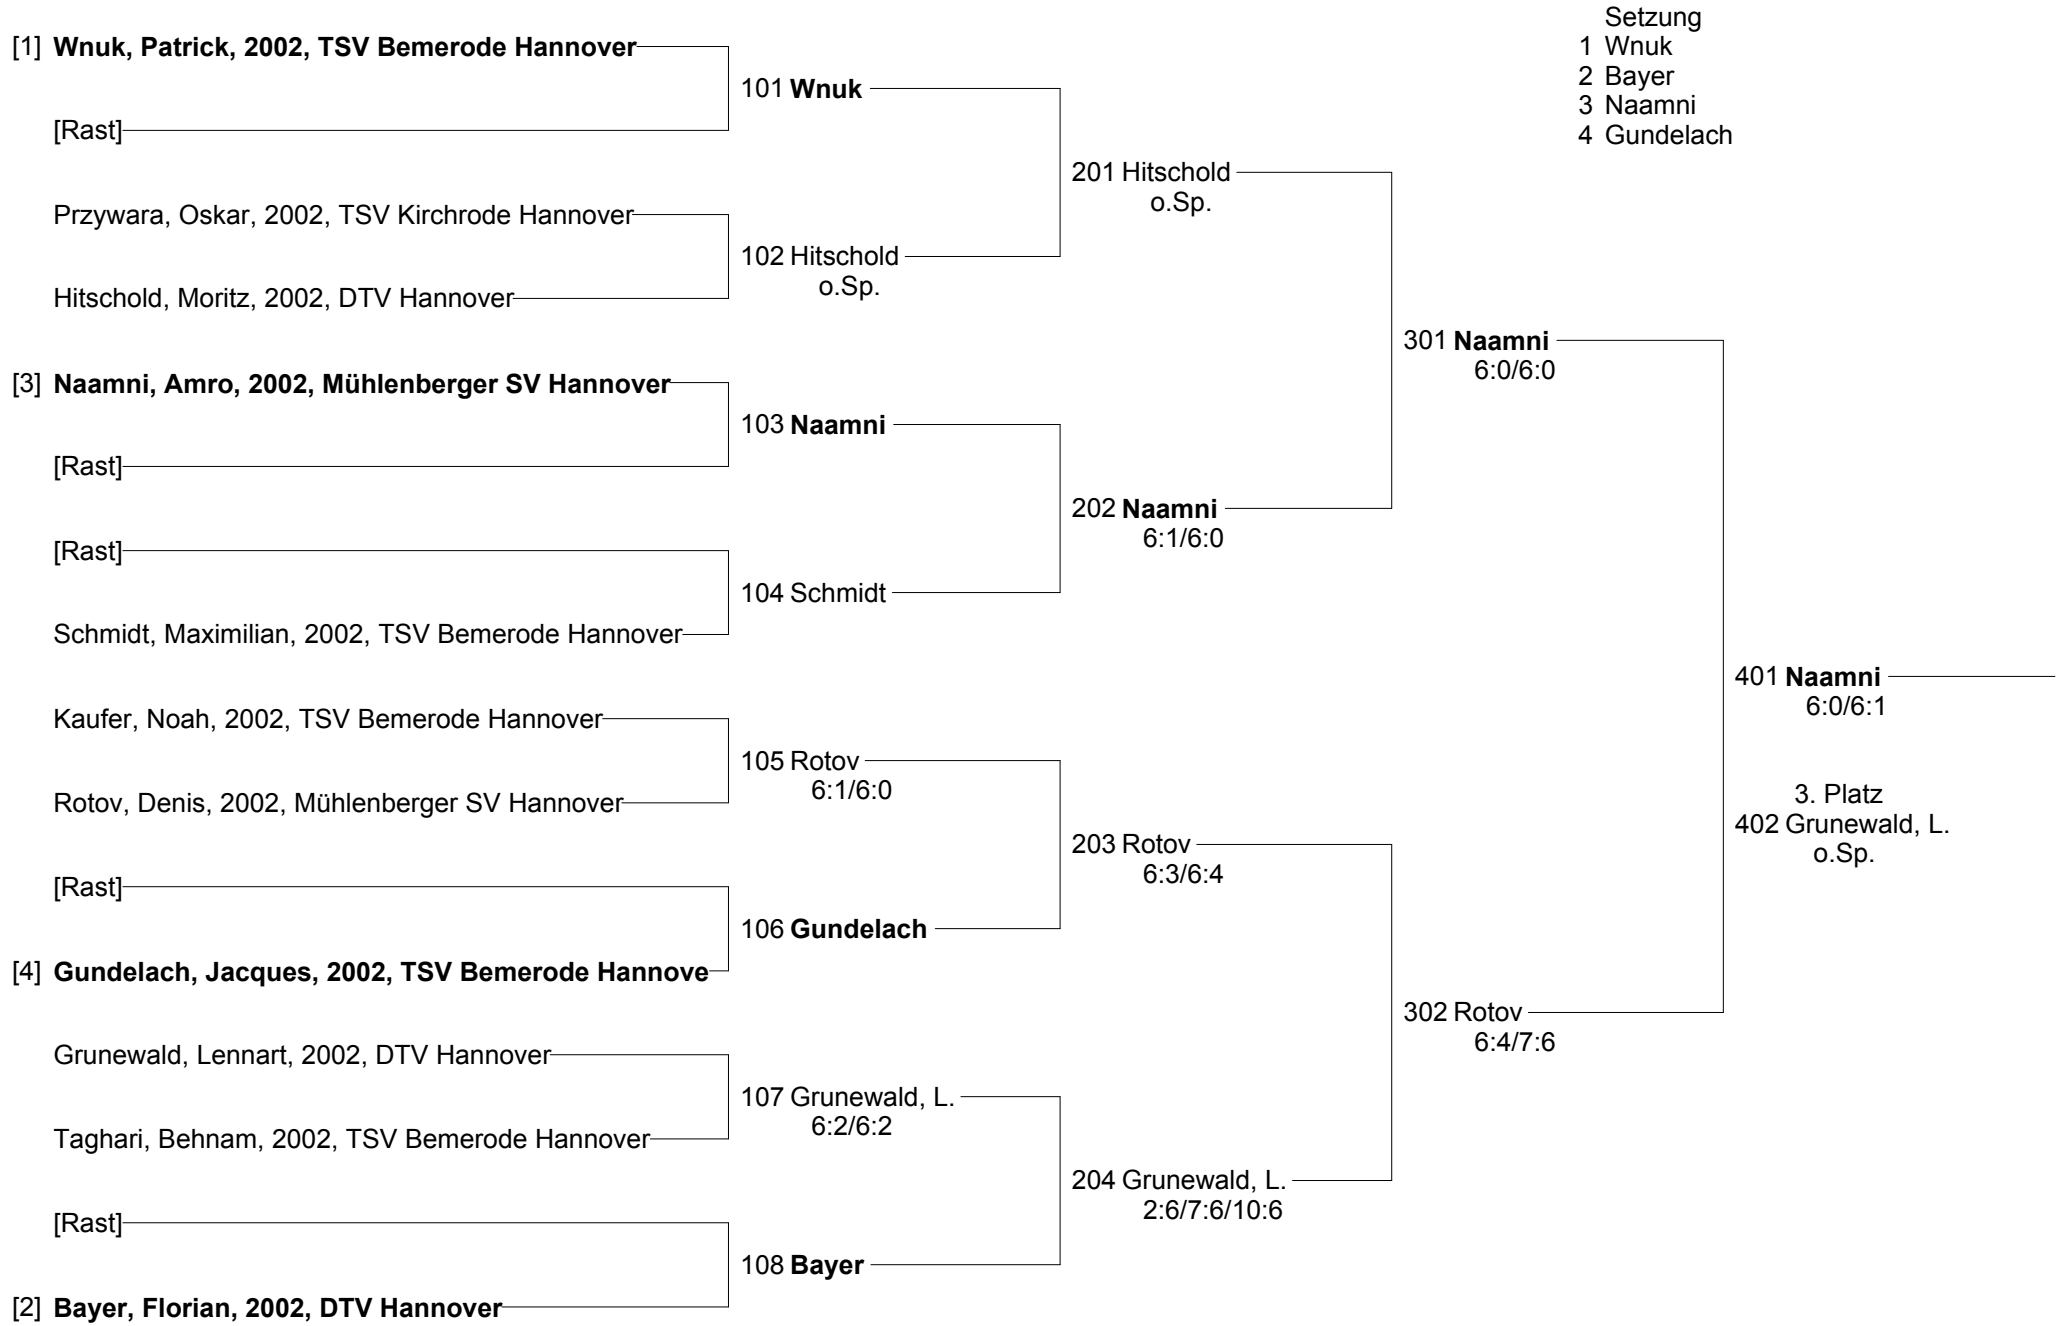 Setzung
1 Wnuk
2 Bayer
3 Naamni
4 Gundelach
[1] Wnuk, Patrick, 2002, TSV Bemerode Hannover
101 Wnuk
[Rast]
201 Hitschold
o.Sp.
Przywara, Oskar, 2002, TSV Kirchrode Hannover
102 Hitschold
o.Sp.
Hitschold, Moritz, 2002, DTV Hannover
301 Naamni
6:0/6:0
[3] Naamni, Amro, 2002, Mühlenberger SV Hannover
103 Naamni
[Rast]
202 Naamni
6:1/6:0
[Rast]
104 Schmidt
Schmidt, Maximilian, 2002, TSV Bemerode Hannover
401 Naamni
6:0/6:1
Kaufer, Noah, 2002, TSV Bemerode Hannover
105 Rotov
6:1/6:0
Rotov, Denis, 2002, Mühlenberger SV Hannover
3. Platz
402 Grunewald, L.
o.Sp.
203 Rotov
6:3/6:4
[Rast]
106 Gundelach
[4] Gundelach, Jacques, 2002, TSV Bemerode Hannove
302 Rotov
6:4/7:6
Grunewald, Lennart, 2002, DTV Hannover
107 Grunewald, L.
6:2/6:2
Taghari, Behnam, 2002, TSV Bemerode Hannover
204 Grunewald, L.
2:6/7:6/10:6
[Rast]
108 Bayer
[2] Bayer, Florian, 2002, DTV Hannover